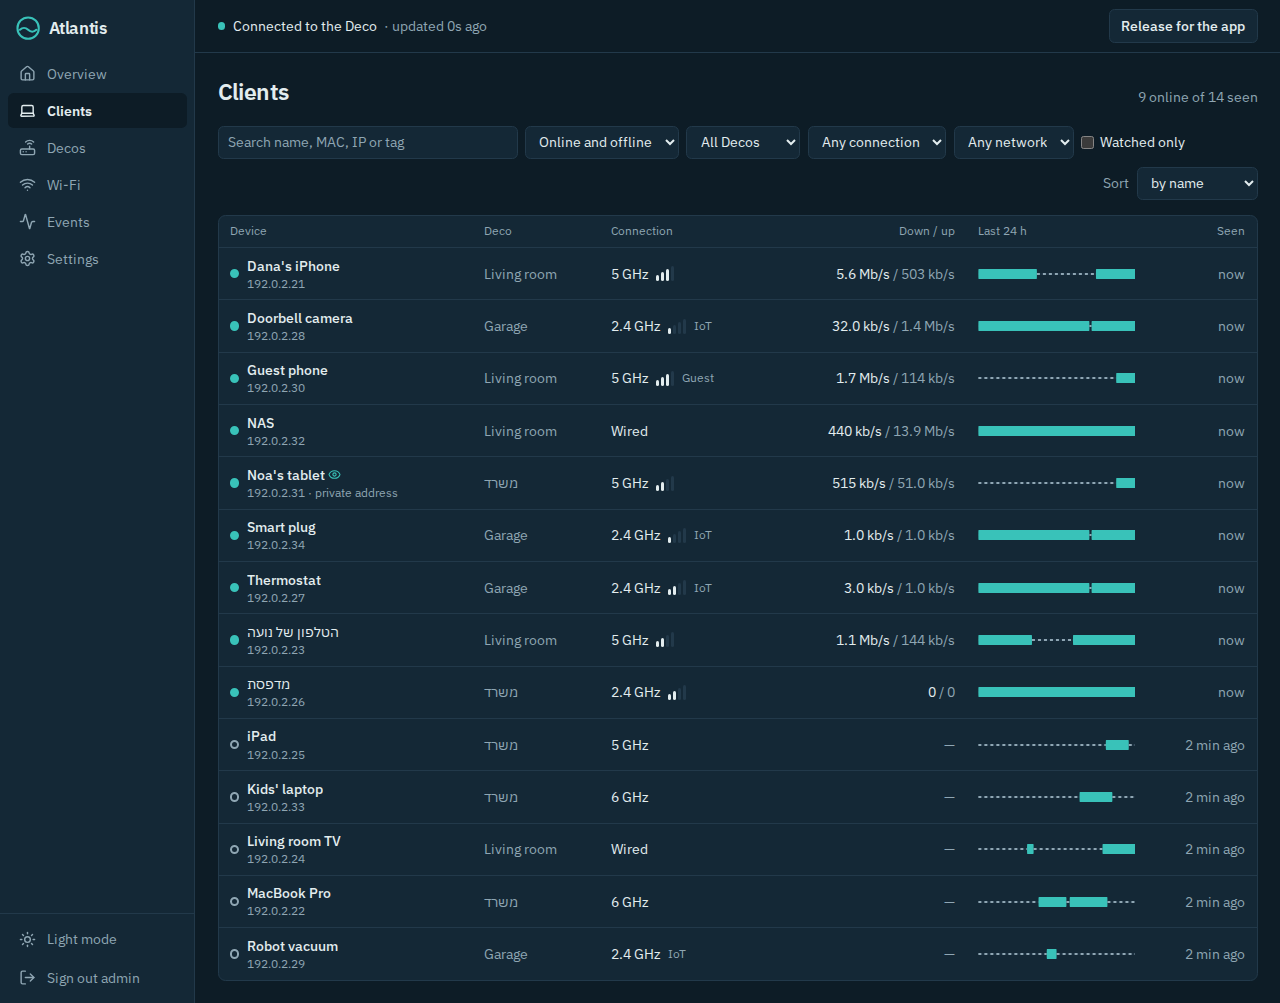 Atlantis
Overview
Clients
Decos
Wi-Fi
Events
Settings
Light mode
Sign out admin
Connected to the Deco · updated 0s ago
Release for the app
Clients
9 online of 14 seen
Search name, MAC, IP or tag
Online and offline
All Decos
Any connection
Any network
Watched only
Sort by name
Device Deco Connection Down / up Last 24 h Seen
Dana's iPhone
192.0.2.21
Living room 5 GHz 5.6 Mb/s / 503 kb/s now
Doorbell camera
192.0.2.28
Garage 2.4 GHz IoT 32.0 kb/s / 1.4 Mb/s now
Guest phone
192.0.2.30
Living room 5 GHz Guest 1.7 Mb/s / 114 kb/s now
NAS
192.0.2.32
Living room Wired 440 kb/s / 13.9 Mb/s now
Noa's tablet
192.0.2.31 · private address
משרד 5 GHz 515 kb/s / 51.0 kb/s now
Smart plug
192.0.2.34
Garage 2.4 GHz IoT 1.0 kb/s / 1.0 kb/s now
Thermostat
192.0.2.27
Garage 2.4 GHz IoT 3.0 kb/s / 1.0 kb/s now
הטלפון של נועה
192.0.2.23
Living room 5 GHz 1.1 Mb/s / 144 kb/s now
מדפסת
192.0.2.26
משרד 2.4 GHz 0 / 0 now
iPad
192.0.2.25
משרד 5 GHz — 2 min ago
Kids' laptop
192.0.2.33
משרד 6 GHz — 2 min ago
Living room TV
192.0.2.24
Living room Wired — 2 min ago
MacBook Pro
192.0.2.22
משרד 6 GHz — 2 min ago
Robot vacuum
192.0.2.29
Garage 2.4 GHz IoT — 2 min ago